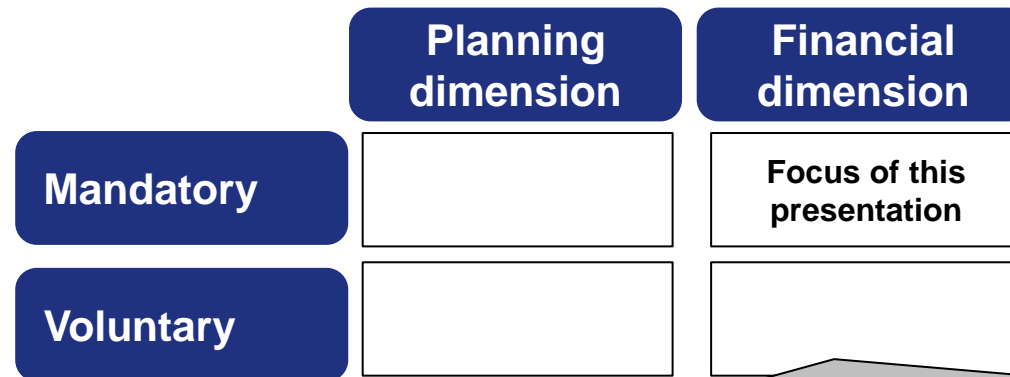 Planning
dimension
Financial
dimension
Mandatory
Focus of this
presentation
Voluntary